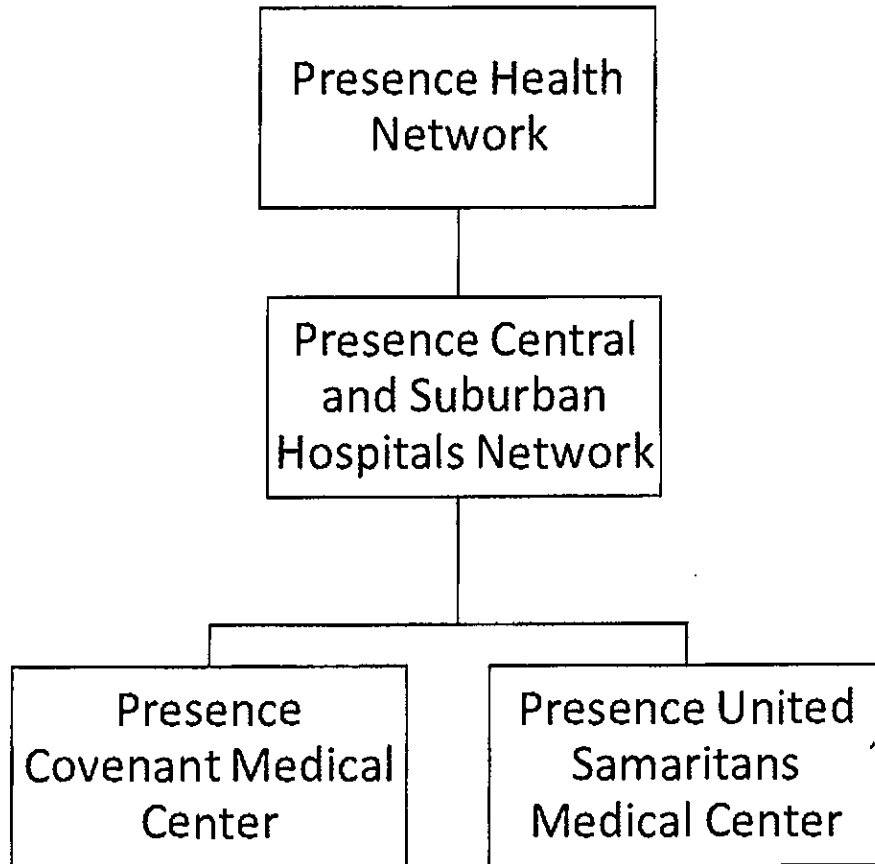 Presence Health
Network
Presence Central
and Suburban
Hospitals Network
Presence
Covenant Medical
Center
Presence United
Samaritans
Medical Center